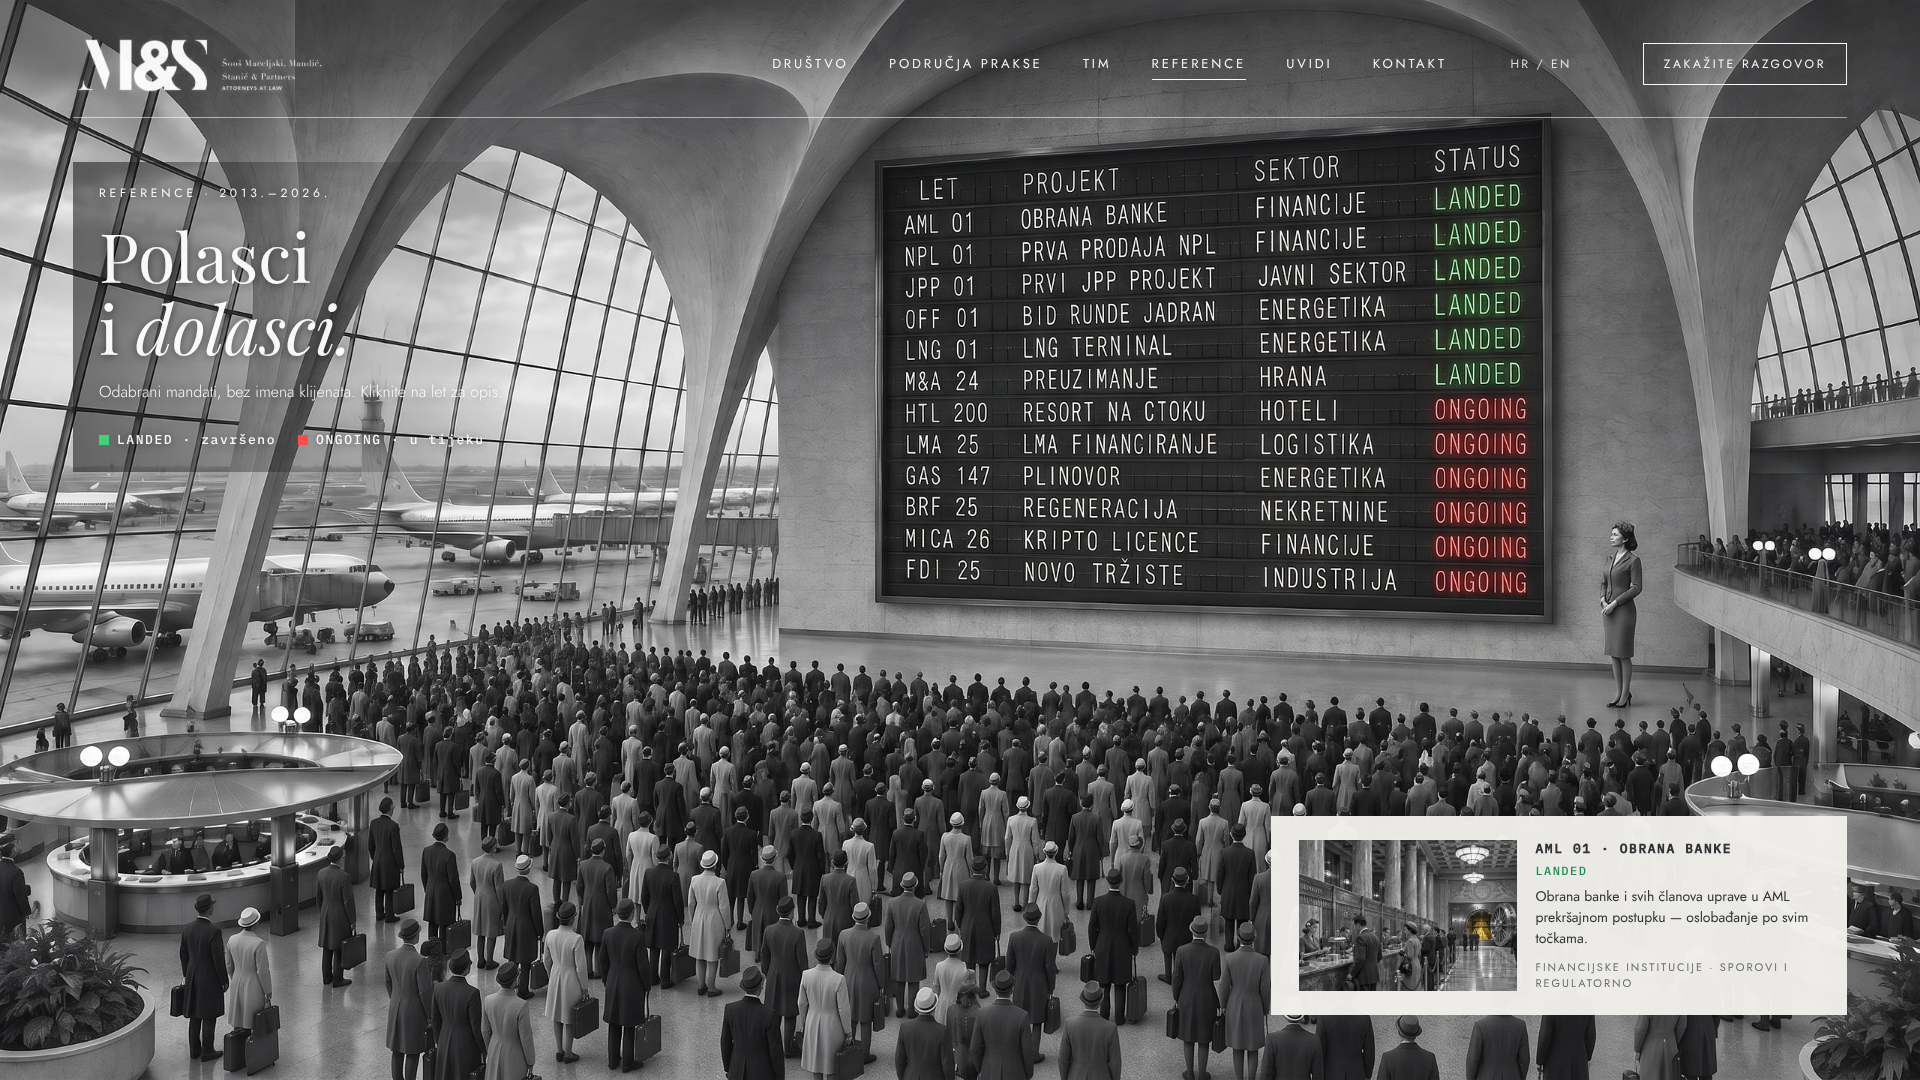 M&S
Šooš Maceljski, Mandić,
Stanić & Partners
ATTORNEYS AT LAW
DRUŠTVO
PODRUČJA PRAKSE
TIM
REFERENCE
UVIDI
KONTAKT
HR / EN
ZAKAŽITE RAZGOVOR
REFERENCE · 2013.–2026.
Polasci
i dolasci.
Odabrani mandati, bez imena klijenata. Kliknite na let za opis.
LANDED · završeno ONGOING · u tijeku
LET PROJEKT SEKTOR STATUS
AML 01 OBRANA BANKE FINANCIJE LANDED
NPL 01 PRVA PRODAJA NPL FINANCIJE LANDED
JPP 01 PRVI JPP PROJEKT JAVNI SEKTOR LANDED
OFF 01 BID RUNDE JADRAN ENERGETIKA LANDED
LNG 01 LNG TERNINAL ENERGETIKA LANDED
M&A 24 PREUZIMANJE HRANA LANDED
HTL 200 RESORT NA CTOKU HOTELI ONGOING
LMA 25 LMA FINANCIRANJE LOGISTIKA ONGOING
GAS 147 PLINOVOR ENERGETIKA ONGOING
BRF 25 REGENERACIJA NEKRETNINE ONGOING
MICA 26 KRIPTO LICENCE FINANCIJE ONGOING
FDI 25 NOVO TRŽISTE INDUSTRIJA ONGOING
AML 01 · OBRANA BANKE
LANDED
Obrana banke i svih članova uprave u AML
prekršajnom postupku — oslobađanje po svim
točkama.
FINANCIJSKE INSTITUCIJE · SPOROVI I
REGULATORNO